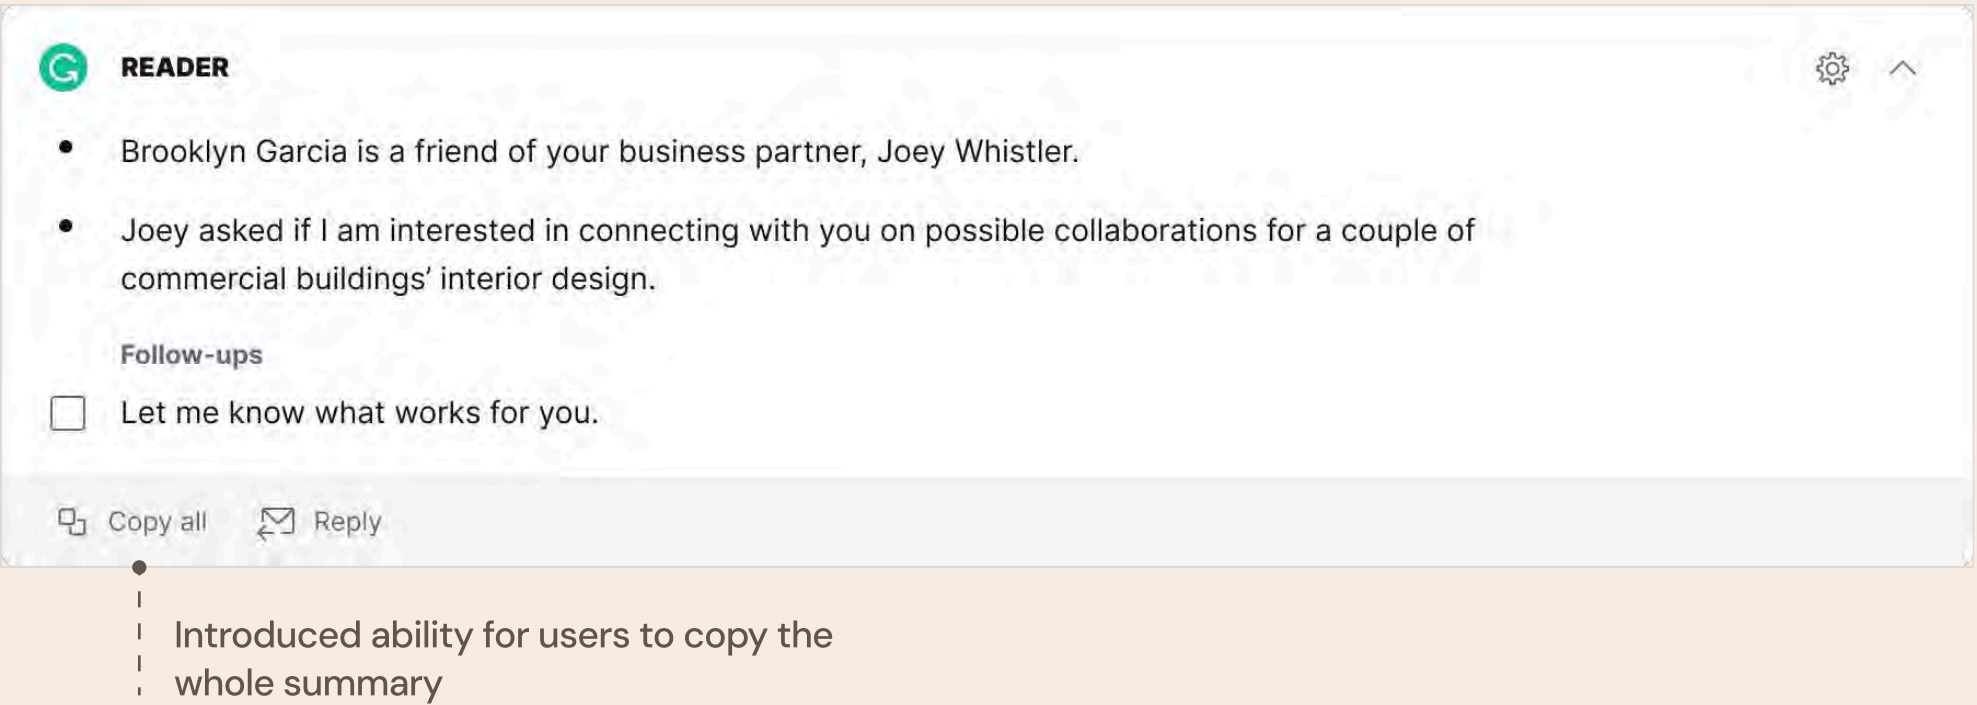 READER
• Brooklyn Garcia is a friend of your business partner, Joey Whistler.
• Joey asked if I am interested in connecting with you on possible collaborations for a couple of
commercial buildings’ interior design.
Follow-ups
Let me know what works for you.
Copy all Reply
Introduced ability for users to copy the
whole summary